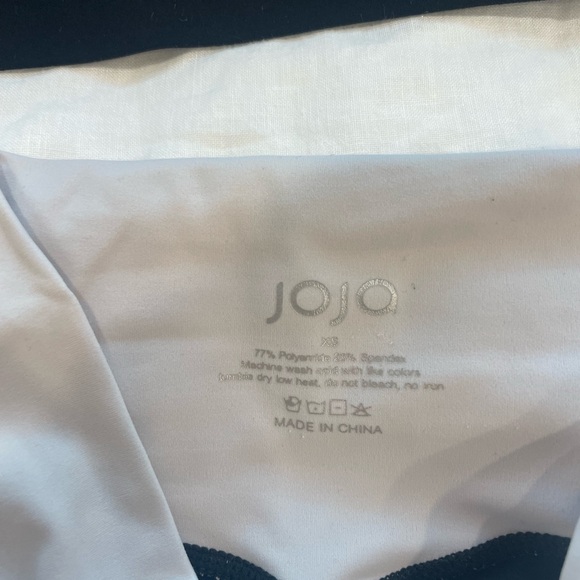 JOJA
XS
77% Polyamide 23% Spandex
Machine wash cold with like colors
tumble dry low heat, do not bleach, no irun
MADE IN CHINA